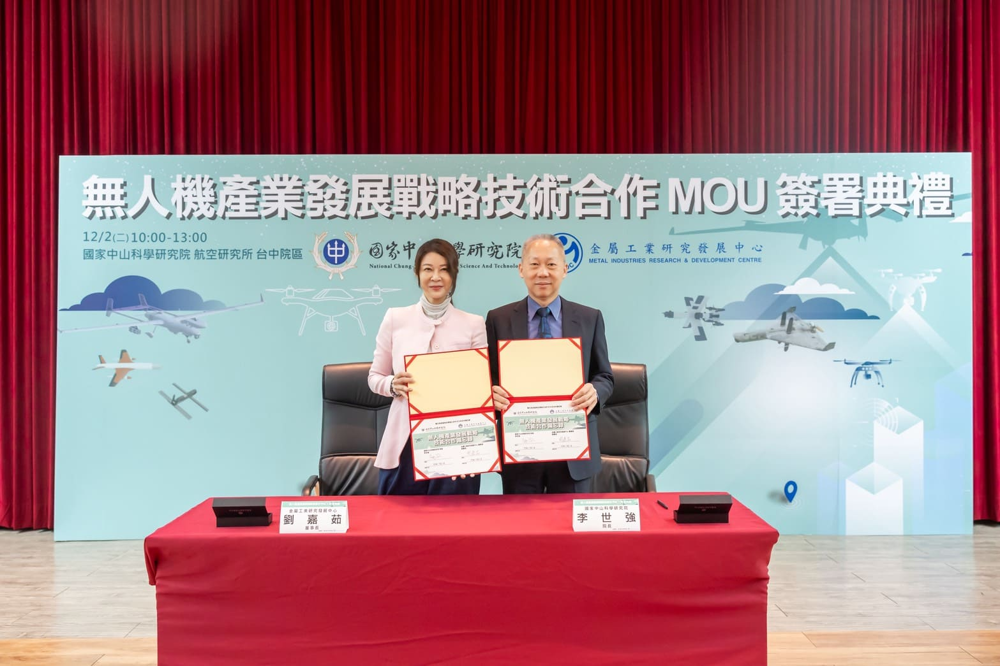 無人機產業發展戰略技術合作 MOU 簽署典禮
12/2(二)10:00-13:00
國家中山科學研究院 航空研究所 台中院區
國家中 學研究院
National Chung- Science And Technology
金屬工業研究發展中心
METAL INDUSTRIES RESEARCH & DEVELOPMENT CENTRE
無人機產業發展戰略
技術合作備忘錄
無人機產業發展戰略
技術合作備忘錄
金屬工業研究發展中心
劉嘉茹
董事長
國家中山科學研究院
李世強
院長